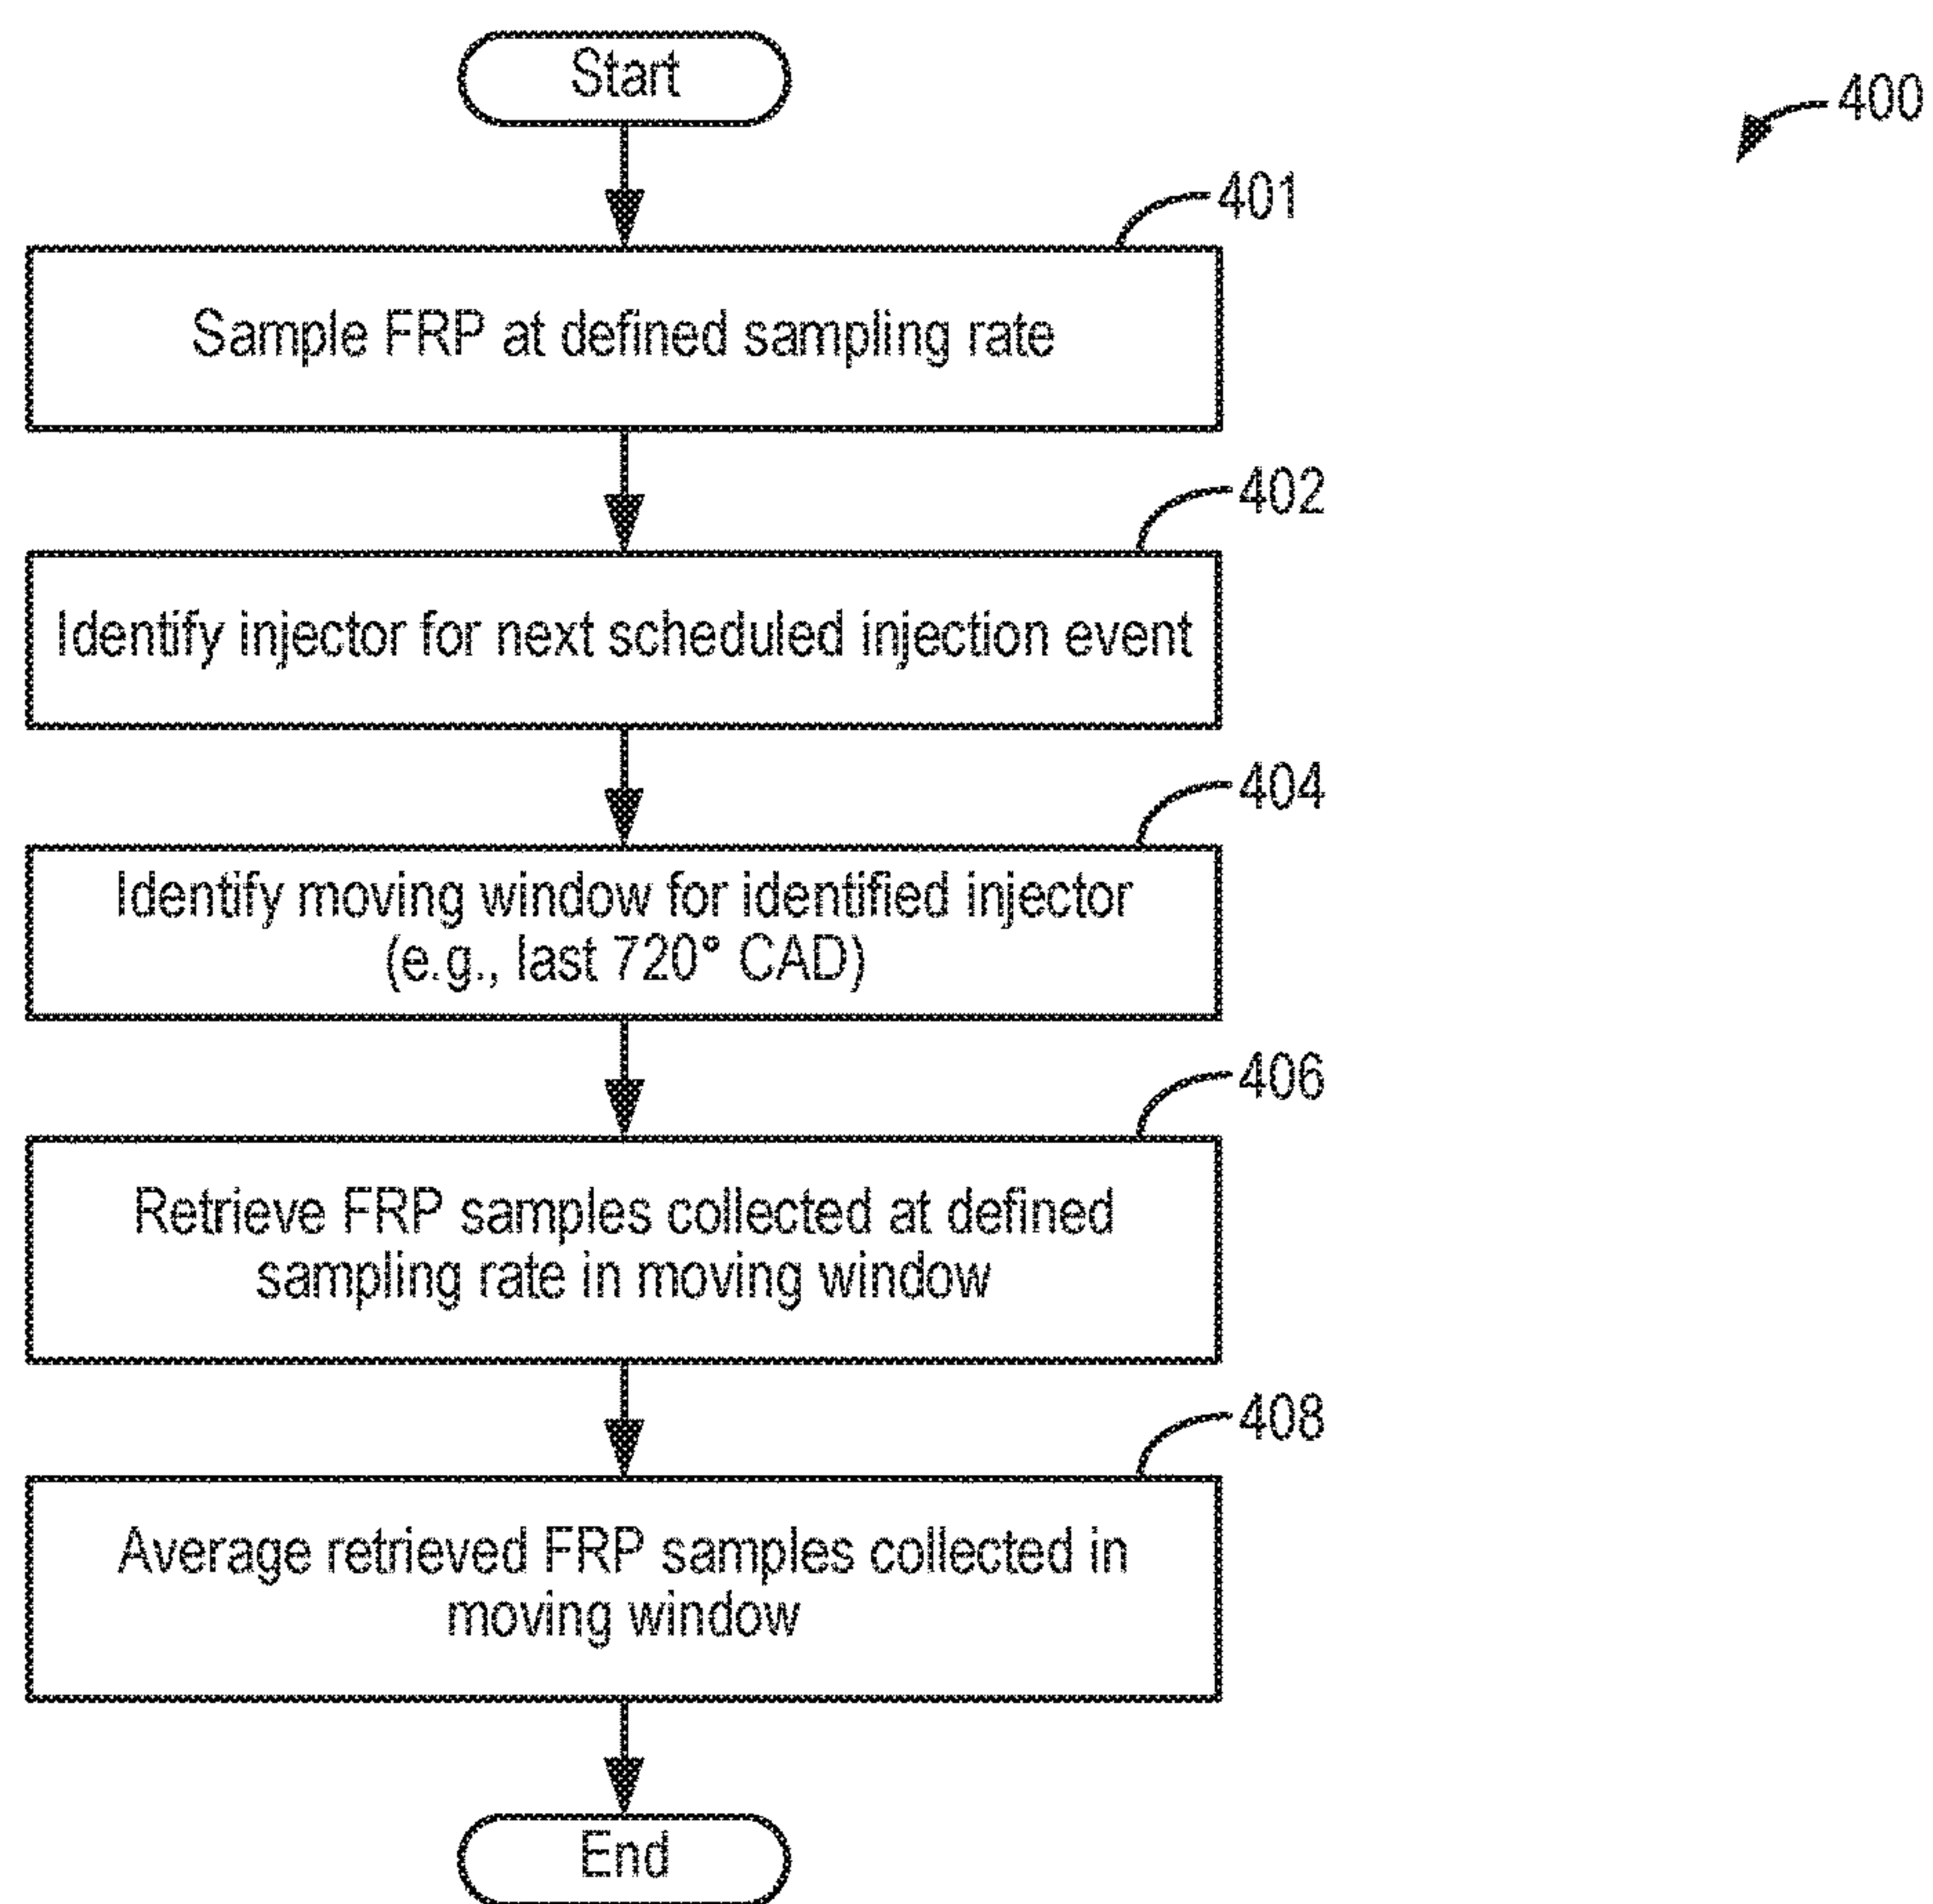 Start
400
401
Sample FRP at defined sampling rate
402
Identify injector for next scheduled injection event
404
Identify moving window for identified injector
(e.g., last 720° CAD)
406
Retrieve FRP samples collected at defined
sampling rate in moving window
408
Average retrieved FRP samples collected in
moving window
End